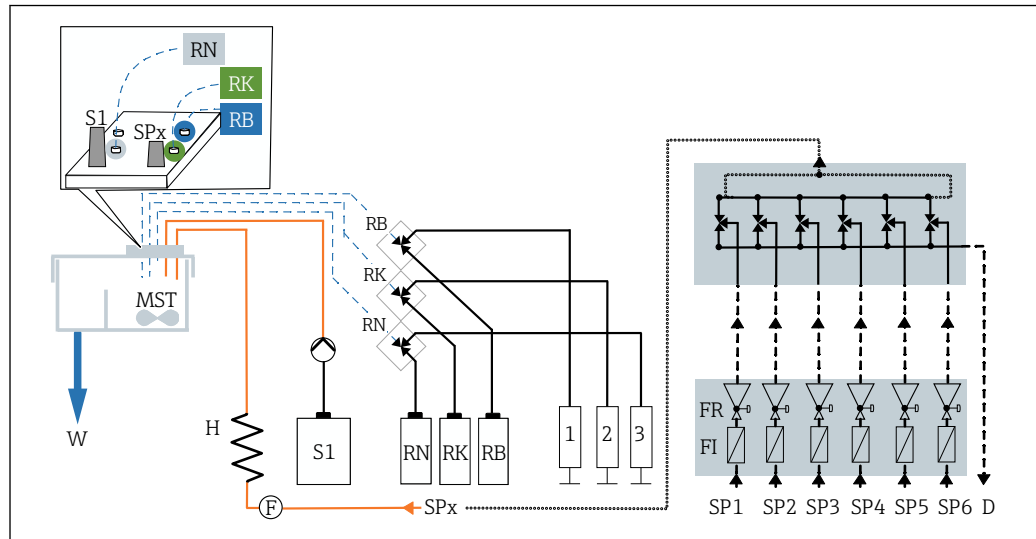 RN
RK
RB
S1
SPx
RB
RK
RN
MST
W
H
S1
RN
RK
RB
1
2
3
F
SPx
FR
FI
SP1 SP2 SP3 SP4 SP5 SP6 D